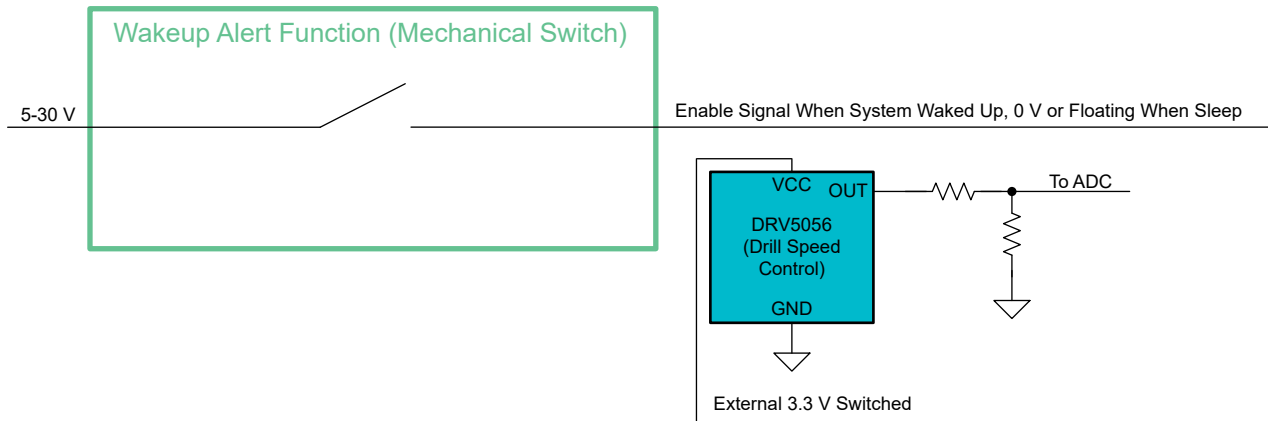 Wakeup Alert Function (Mechanical Switch)
5-30 V
Enable Signal When System Waked Up, 0 V or Floating When Sleep
VCC
OUT
To ADC
DRV5056
(Drill Speed
Control)
GND
External 3.3 V Switched